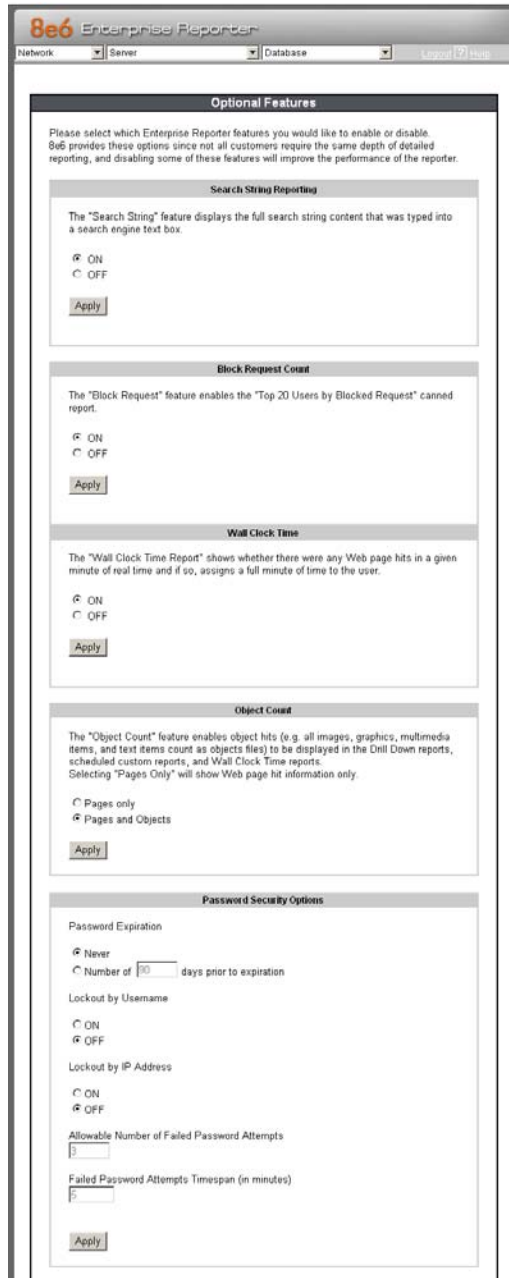 8e6 Enterprise Reporter
Network Server Database Logout ? Help
Optional Features
Please select which Enterprise Reporter features you would like to enable or disable.
8e6 provides these options since not all customers require the same depth of detailed
reporting, and disabling some of these features will improve the performance of the reporter.
Search String Reporting
The "Search String" feature displays the full search string content that was typed into
a search engine text box.
ON
OFF
Apply
Block Request Count
The "Block Request" feature enables the "Top 20 Users by Blocked Request" canned
report.
ON
OFF
Apply
Wall Clock Time
The "Wall Clock Time Report" shows whether there were any Web page hits in a given
minute of real time and if so, assigns a full minute of time to the user.
ON
OFF
Apply
Object Count
The "Object Count" feature enables object hits (e.g. all images, graphics, multimedia
items, and text items count as objects files) to be displayed in the Drill Down reports,
scheduled custom reports, and Wall Clock Time reports.
Selecting "Pages Only" will show Web page hit information only.
Pages only
Pages and Objects
Apply
Password Security Options
Password Expiration
Never
Number of 90 days prior to expiration
Lockout by Username
ON
OFF
Lockout by IP Address
ON
OFF
Allowable Number of Failed Password Attempts
3
Failed Password Attempts Timespan (in minutes)
5
Apply